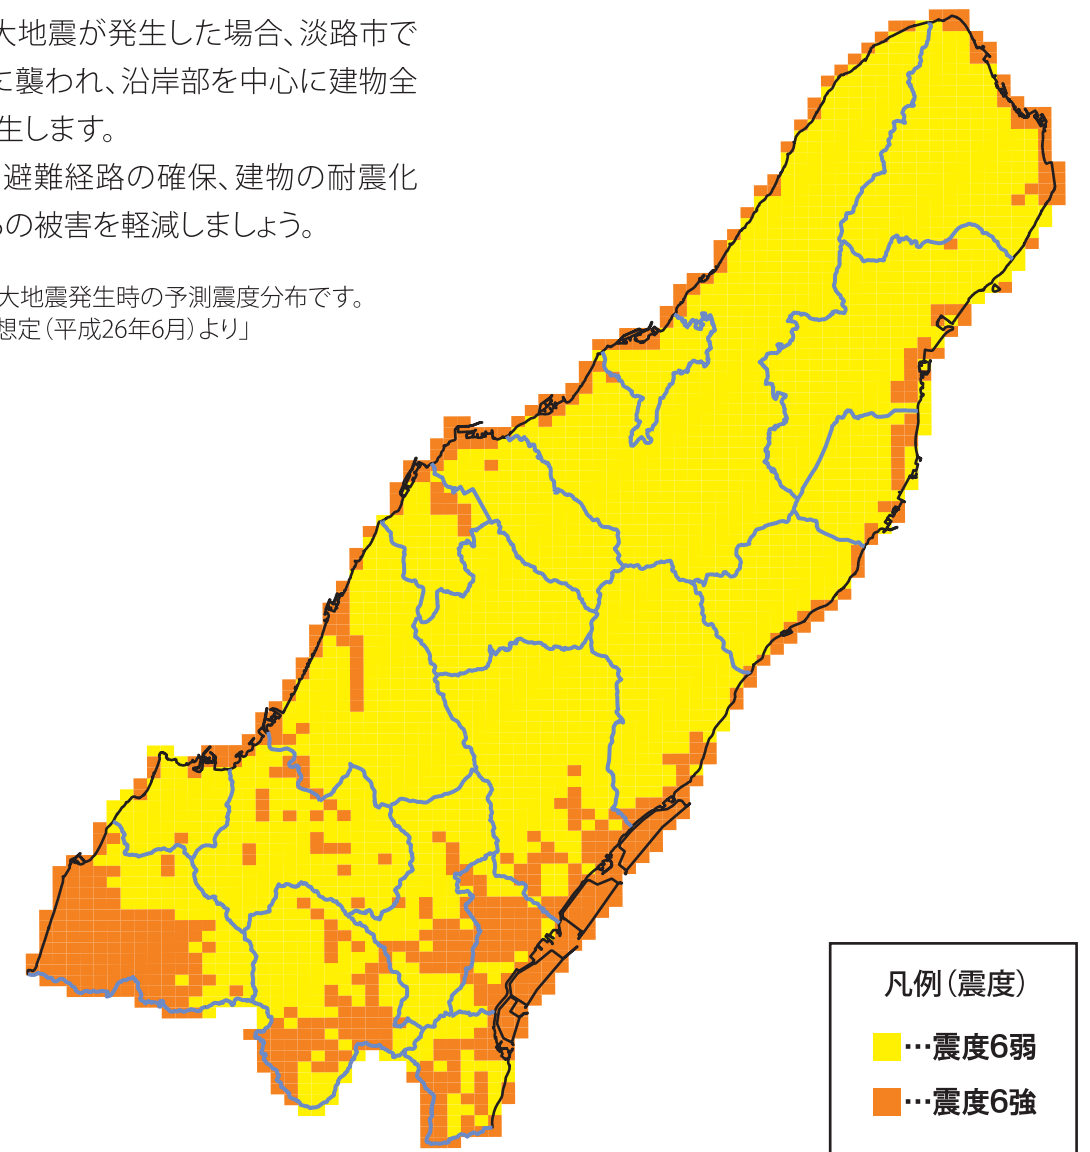 大地震が発生した場合、淡路市で
に襲われ、沿岸部を中心に建物全
生します。
避難経路の確保、建物の耐震化
の被害を軽減しましょう。
大地震発生時の予測震度分布です。
想定（平成26年6月）より」
凡例（震度）
…震度6弱
…震度6強